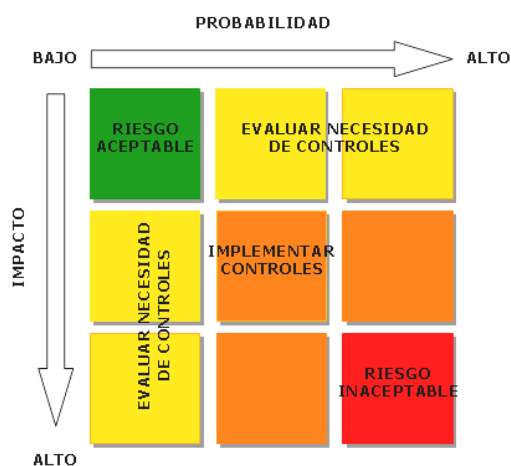 PROBABILIDAD
BAJO
ALTO
RIESGO
ACEPTABLE
EVALUAR NECESIDAD
DE CONTROLES
IMPACTO
EVALUAR NECESIDAD
DE CONTROLES
IMPLEMENTAR
CONTROLES
RIESGO
INACEPTABLE
ALTO